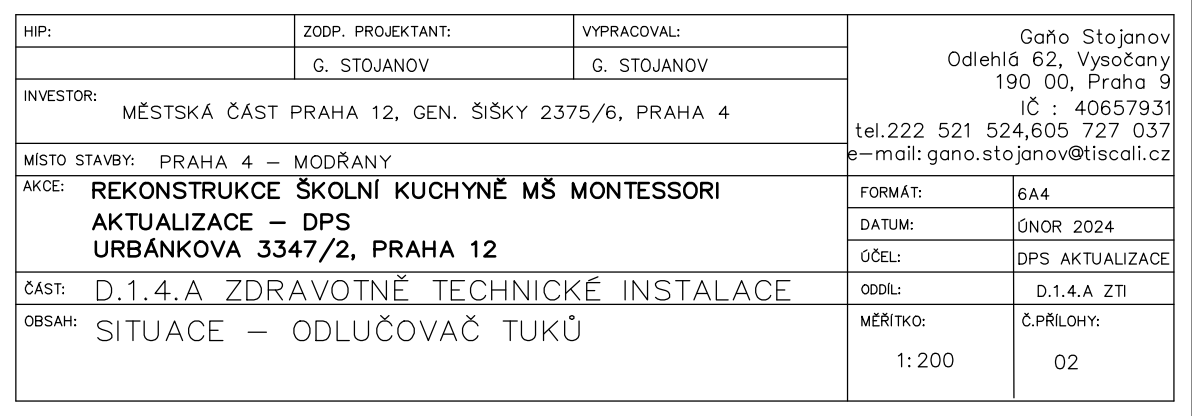 HIP: ZODP. PROJEKTANT: VYPRACOVAL:
G. STOJANOV G. STOJANOV
INVESTOR:
MĚSTSKÁ ČÁST PRAHA 12, GEN. ŠIŠKY 2375/6, PRAHA 4
MÍSTO STAVBY: PRAHA 4 – MODŘANY
Gaňo Stojanov
Odlehlá 62, Vysočany
190 00, Praha 9
IČ : 40657931
tel.222 521 524,605 727 037
e–mail: gano.stojanov@tiscali.cz
AKCE: REKONSTRUKCE ŠKOLNÍ KUCHYNĚ MŠ MONTESSORI
AKTUALIZACE – DPS
URBÁNKOVA 3347/2, PRAHA 12
FORMÁT: 6A4
DATUM: ÚNOR 2024
ÚČEL: DPS AKTUALIZACE
ČÁST: D.1.4.A ZDRAVOTNĚ TECHNICKÉ INSTALACE
ODDÍL: D.1.4.A ZTI
OBSAH: SITUACE – ODLUČOVAČ TUKŮ
MĚŘÍTKO: Č.PŘÍLOHY:
1:200 02